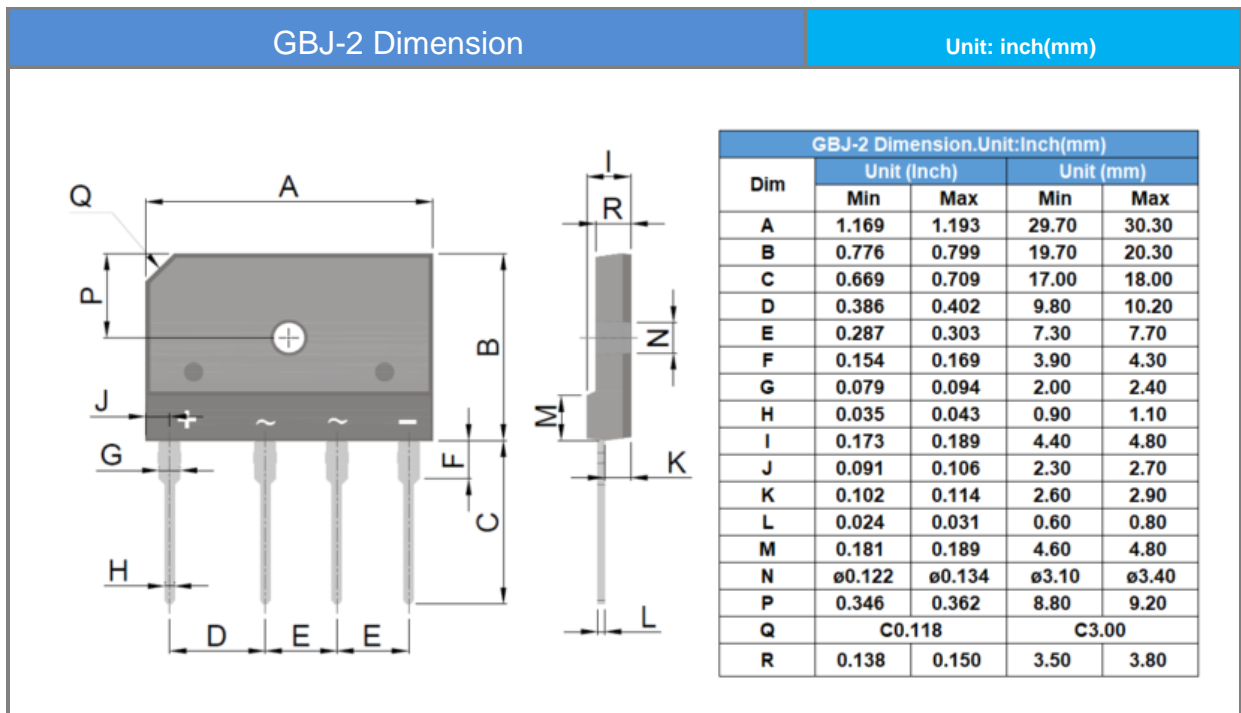 GBJ-2 Dimension Unit: inch(mm)
Q A I R
P B N
J M
+ ~ ~ -
G F K
C
H
L
D E E
GBJ-2 Dimension.Unit:Inch(mm)
Dim Unit (Inch) Unit (mm)
Min Max Min Max
A 1.169 1.193 29.70 30.30
B 0.776 0.799 19.70 20.30
C 0.669 0.709 17.00 18.00
D 0.386 0.402 9.80 10.20
E 0.287 0.303 7.30 7.70
F 0.154 0.169 3.90 4.30
G 0.079 0.094 2.00 2.40
H 0.035 0.043 0.90 1.10
I 0.173 0.189 4.40 4.80
J 0.091 0.106 2.30 2.70
K 0.102 0.114 2.60 2.90
L 0.024 0.031 0.60 0.80
M 0.181 0.189 4.60 4.80
N ø0.122 ø0.134 ø3.10 ø3.40
P 0.346 0.362 8.80 9.20
Q C0.118 C3.00
R 0.138 0.150 3.50 3.80